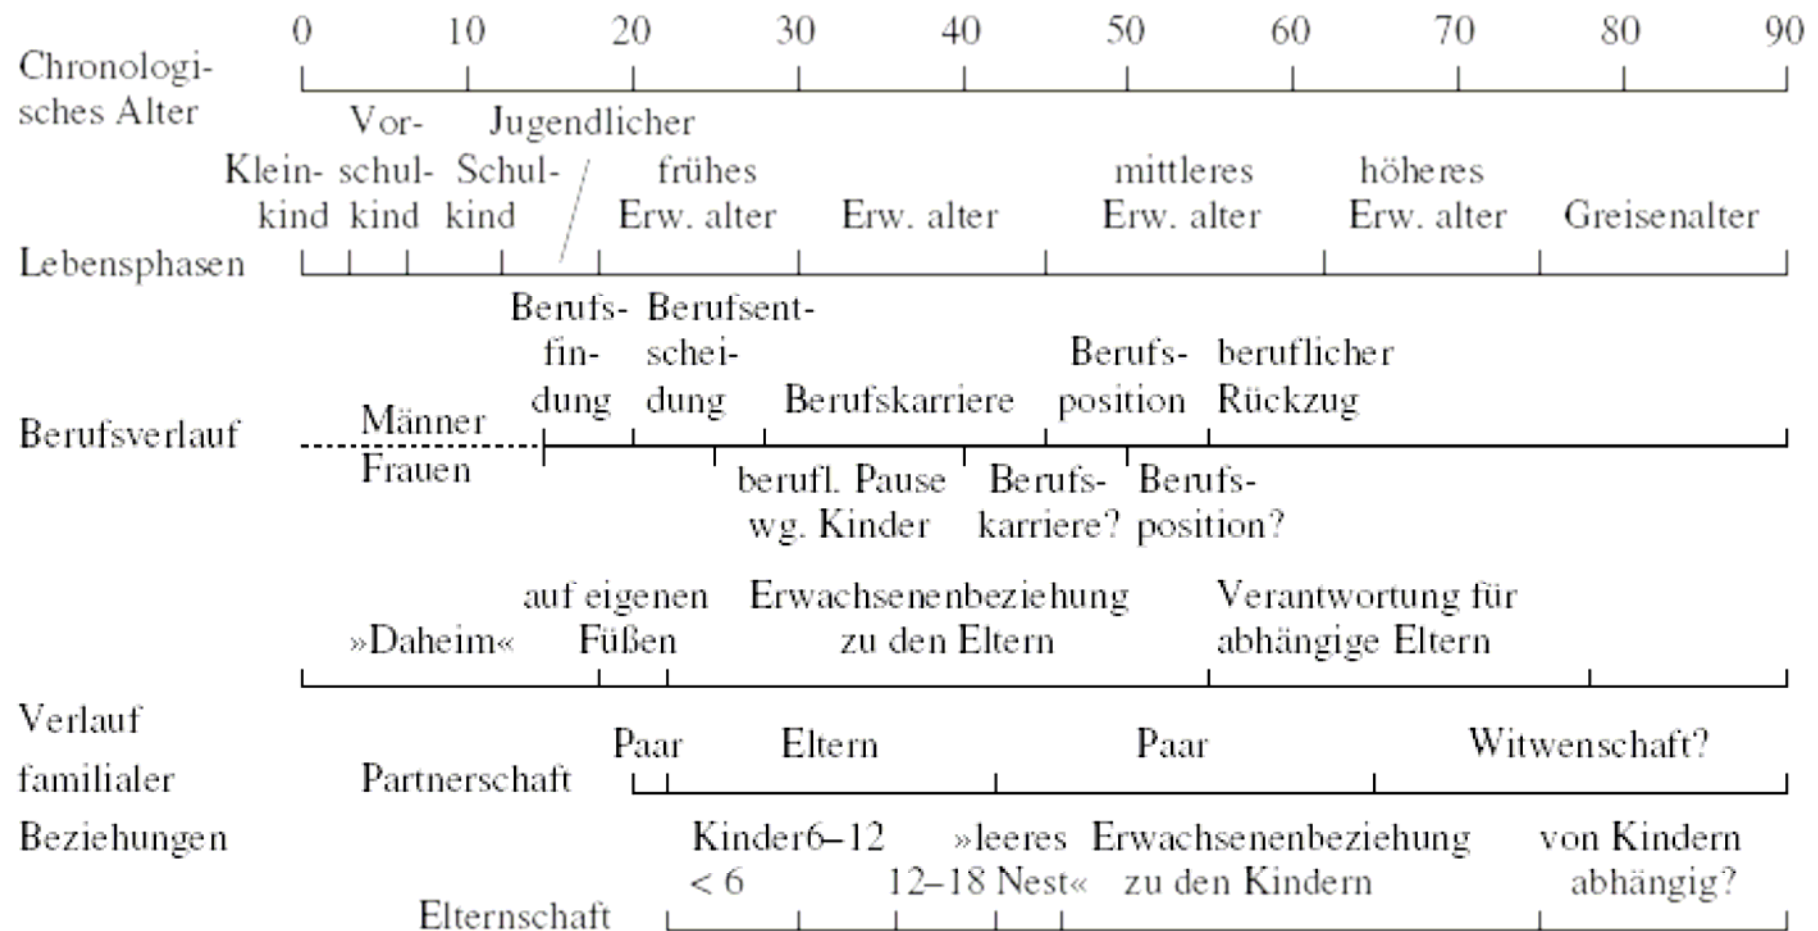 0 10 20 30 40 50 60 70 80 90
Chronologi-
sches Alter
Vor- Jugendlicher
Klein- schul- Schul- frühes mittleres höheres
kind kind kind Erw. alter Erw. alter Erw. alter Erw. alter Greisenalter
Lebensphasen
Berufs- Berufsent-
fin- schei- Berufs- beruflicher
dung dung Berufskarriere position Rückzug
Männer
Berufsverlauf
Frauen
berufl. Pause Berufs- Berufs-
wg. Kinder karriere? position?
auf eigenen Erwachsenenbeziehung Verantwortung für
»Daheim« Füßen zu den Eltern abhängige Eltern
Verlauf
Paar Eltern Paar Witwenschaft?
familialer Partnerschaft
Beziehungen Kinder6–12 »leeres Erwachsenenbeziehung von Kindern
< 6 12–18 Nest« zu den Kindern abhängig?
Elternschaft